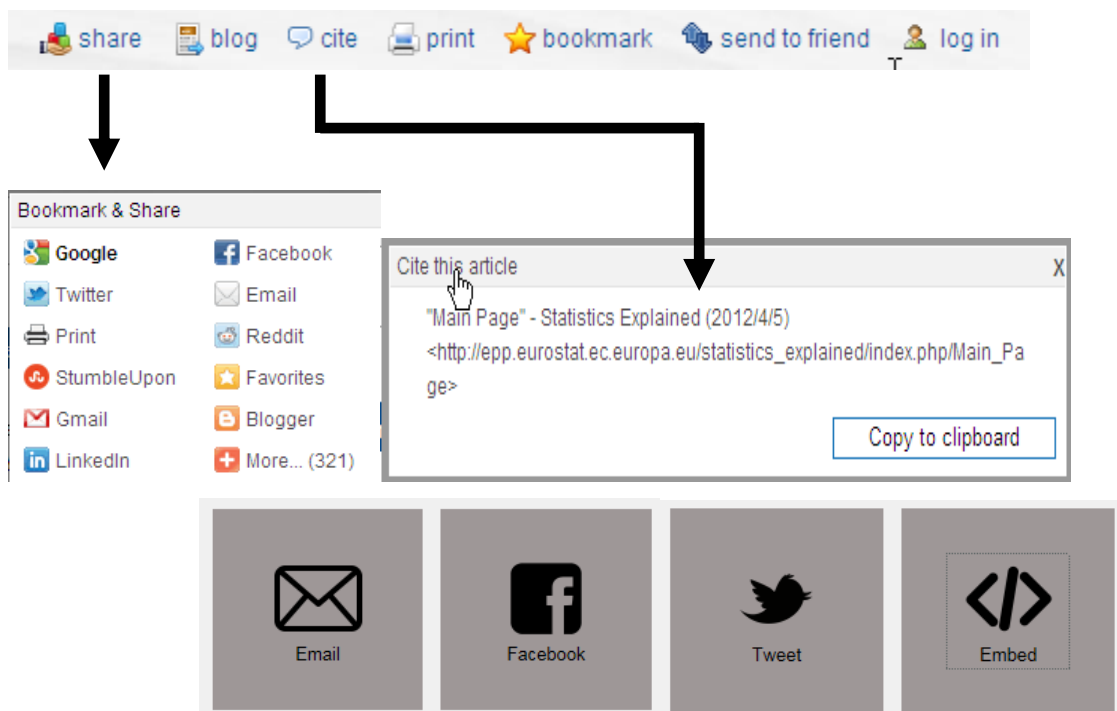 share blog cite print bookmark send to friend log in
Bookmark & Share
Google Facebook
Twitter Email
Print Reddit
StumbleUpon Favorites
Gmail Blogger
LinkedIn More... (321)
Cite this article X
"Main Page" - Statistics Explained (2012/4/5)
<http://epp.eurostat.ec.europa.eu/statistics_explained/index.php/Main_Pa
ge>
Copy to clipboard
Email Facebook Tweet Embed